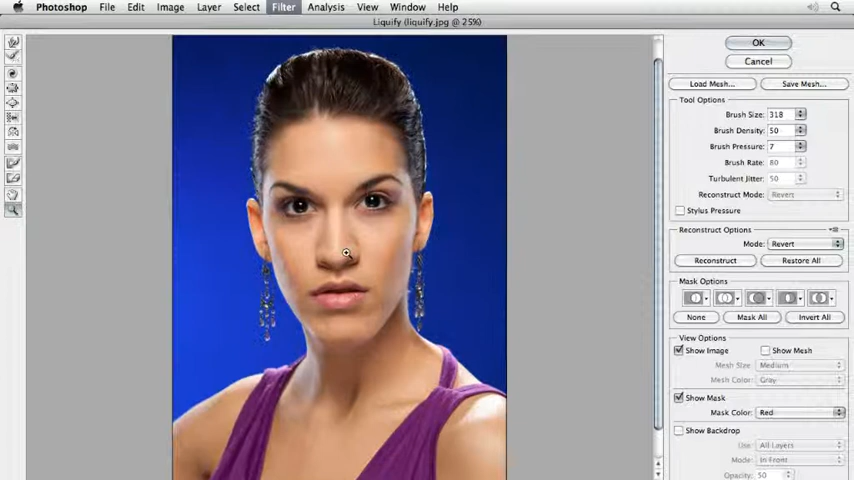 Photoshop File Edit Image Layer Select Filter Analysis View Window Help
Liquify (liquify.jpg @ 25%)
OK
Cancel
Load Mesh... Save Mesh...
Tool Options
Brush Size: 318
Brush Density: 50
Brush Pressure: 7
Brush Rate: 80
Turbulent Jitter: 50
Reconstruct Mode: Revert
Stylus Pressure
Reconstruct Options
Mode: Revert
Reconstruct Restore All
Mask Options
None Mask All Invert All
View Options
Show Image Show Mesh
Mesh Size: Medium
Mesh Color: Gray
Show Mask
Mask Color: Red
Show Backdrop
Use: All Layers
Mode: In Front
Opacity: 50